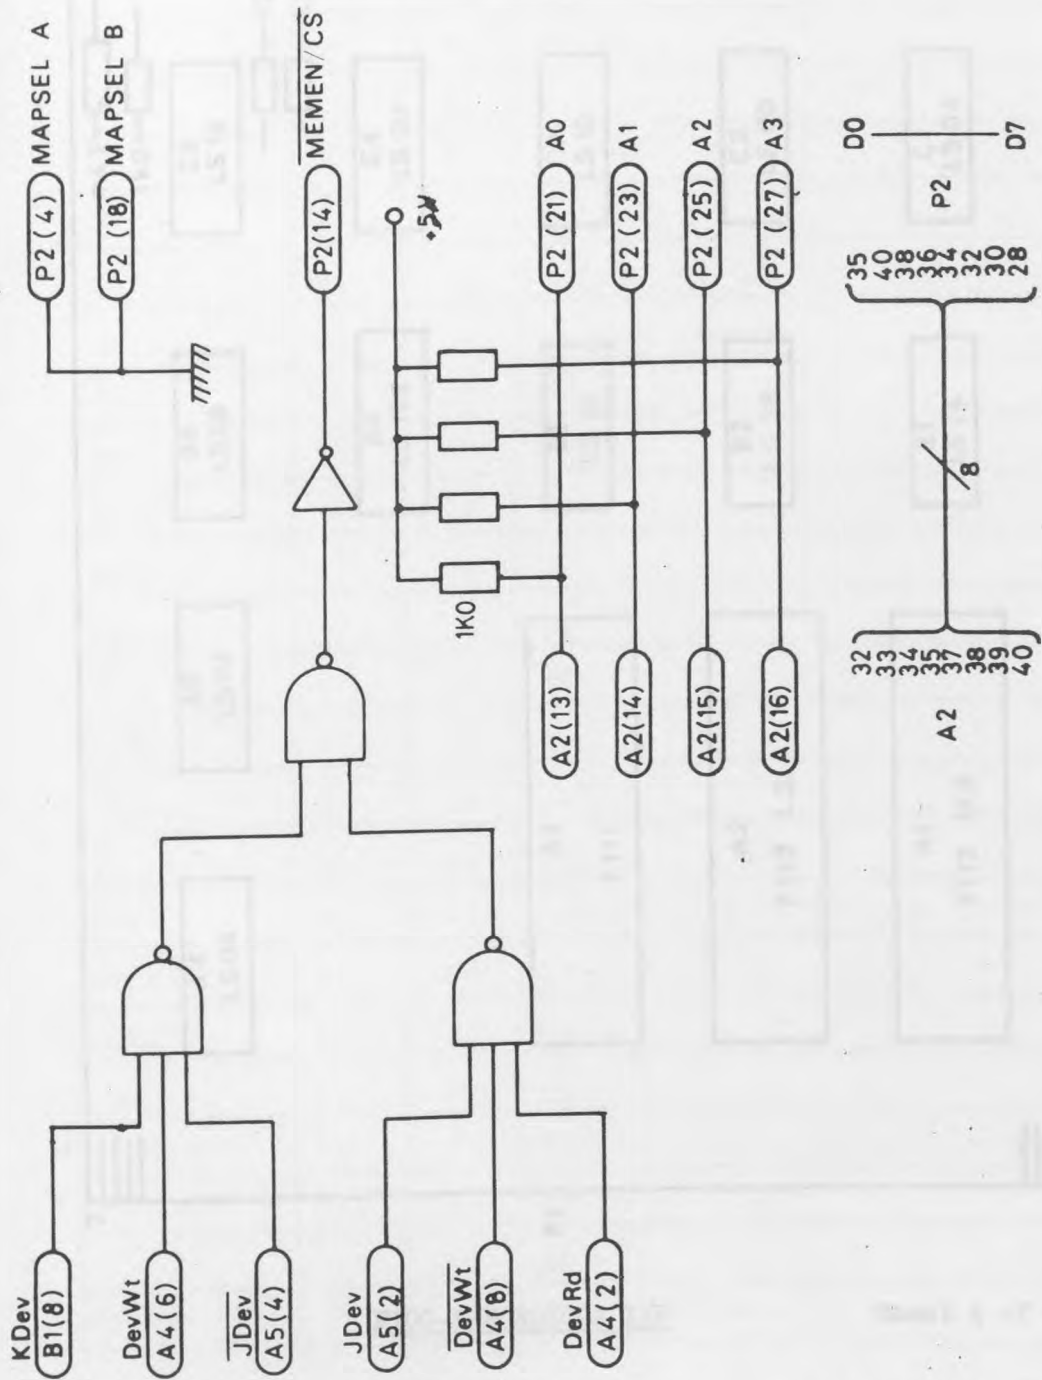 P2(4) MAPSEL A
P2(18) MAPSEL B
KDev
B1(8)
DevWt
A4(6)
JDev
A5(4)
P2(14) MEMEN/CS
JDev
A5(2)
DevWt
A4(8)
DevRd
A4(2)
+5V
1K0
A2(13) P2(21) A0
A2(14) P2(23) A1
A2(15) P2(25) A2
A2(16) P2(27) A3
A2
32
33
34
35
37
38
39
40
8
35
40
38
36
34
32
30
28
P2
D0
D7